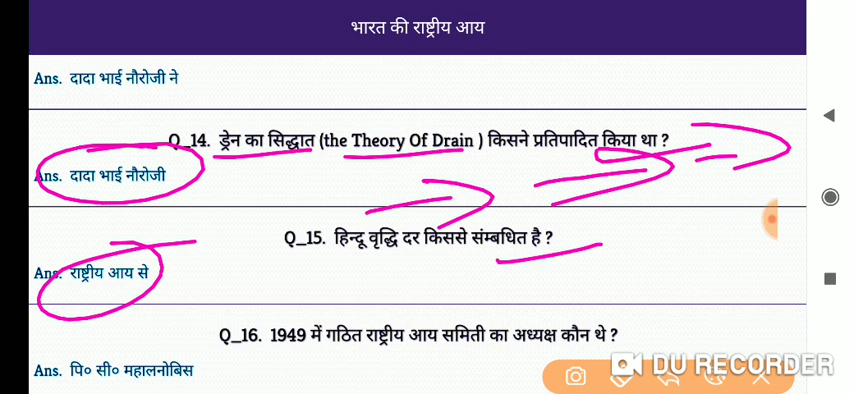 भारत की राष्ट्रीय आय
Ans. दादा भाई नौरोजी ने
Q_14. ड्रेन का सिद्धात (the Theory Of Drain ) किसने प्रतिपादित किया था ?
Ans. दादा भाई नौरोजी
Q_15. हिन्दू वृद्धि दर किससे संम्बधित है ?
Ans. राष्ट्रीय आय से
Q_16. 1949 में गठित राष्ट्रीय आय समिती का अध्यक्ष कौन थे ?
Ans. पि० सी० महालनोबिस
DU RECORDER